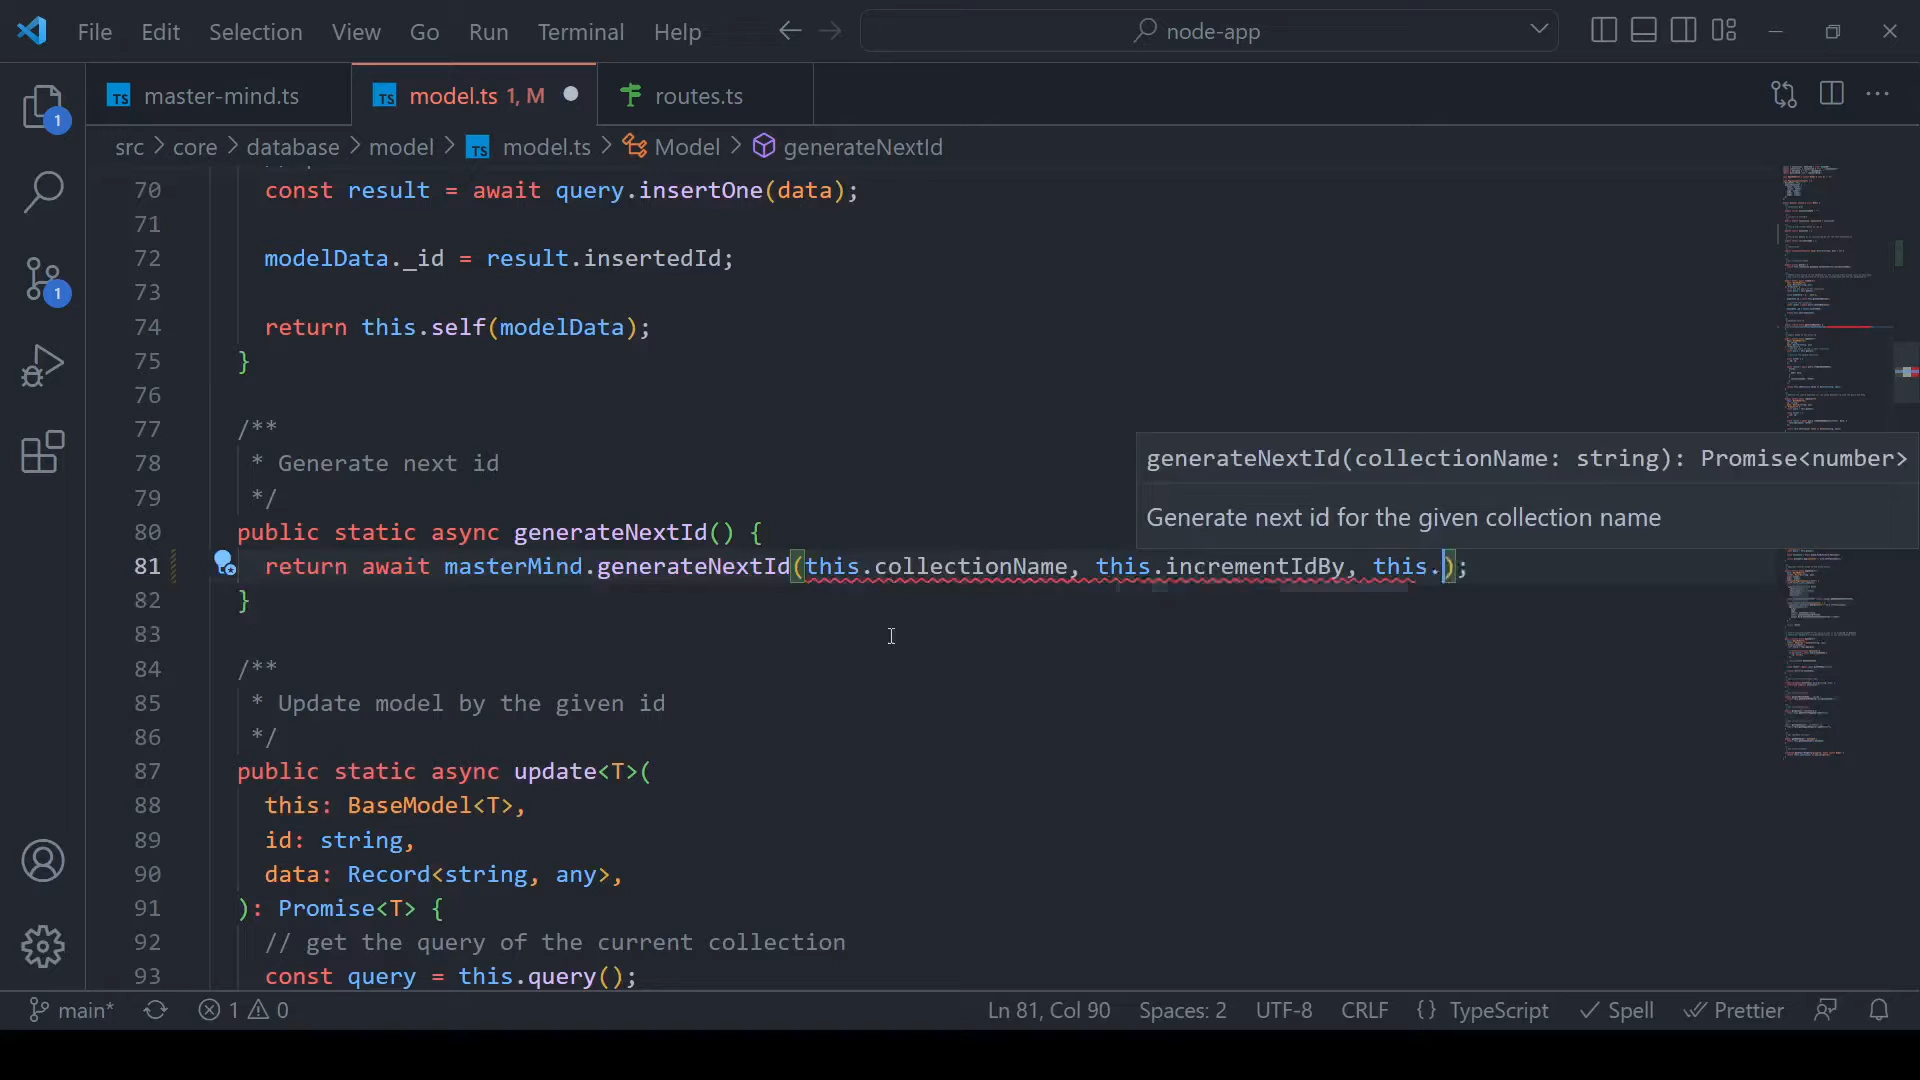 File Edit Selection View Go Run Terminal Help node-app
TS master-mind.ts TS model.ts 1, M routes.ts
src > core > database > model > TS model.ts > Model > generateNextId
1
1
70 const result = await query.insertOne(data);
71
72 modelData._id = result.insertedId;
73
74 return this.self(modelData);
75 }
76
77 /**
78 * Generate next id
79 */
80 public static async generateNextId() {
81 return await masterMind.generateNextId(this.collectionName, this.incrementIdBy, this.);
82 }
83
84 /**
85 * Update model by the given id
86 */
87 public static async update<T>(
88 this: BaseModel<T>,
89 id: string,
90 data: Record<string, any>,
91 ): Promise<T> {
92 // get the query of the current collection
93 const query = this.query();
generateNextId(collectionName: string): Promise<number>
Generate next id for the given collection name
main* 1 0 Ln 81, Col 90 Spaces: 2 UTF-8 CRLF {} TypeScript Spell Prettier